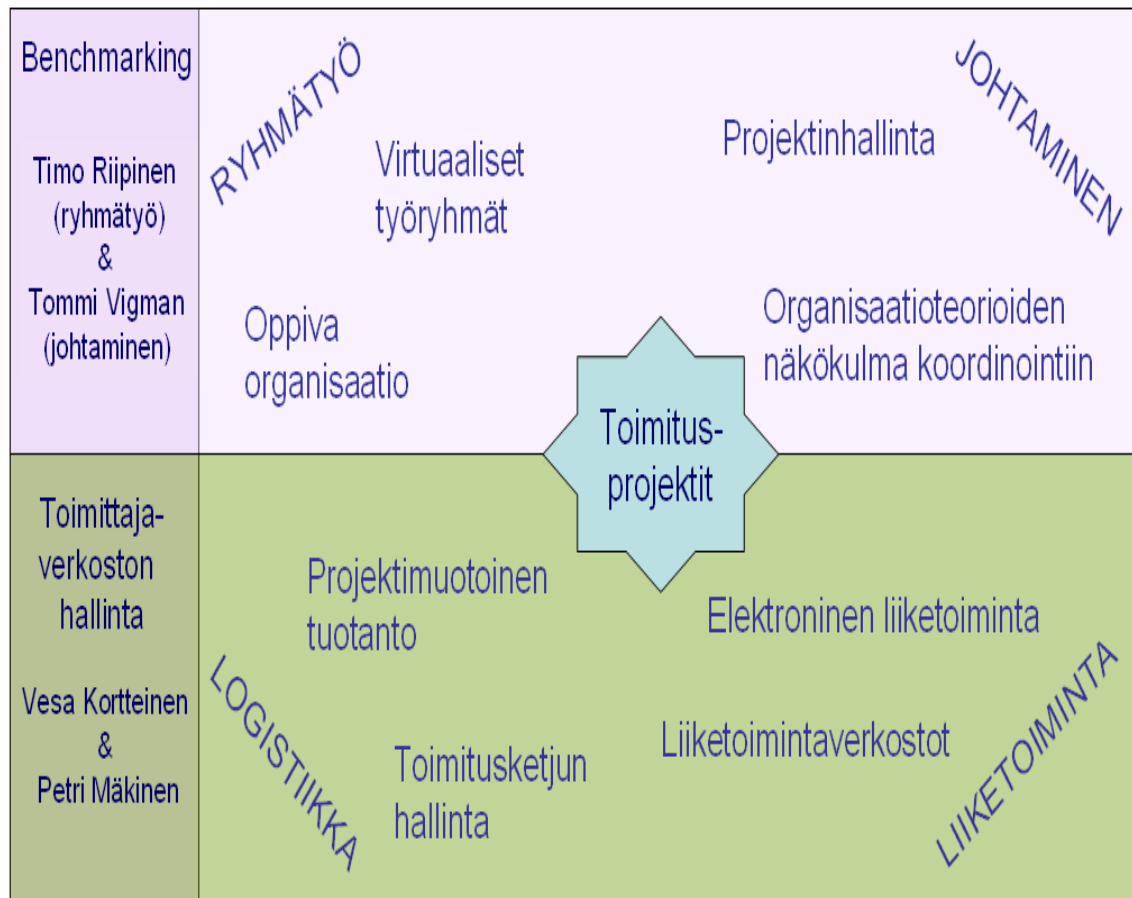 Benchmarking
Timo Riipinen
(ryhmätyö)
&
Tommi Vigman
(johtaminen)
RYHMÄTYÖ
Virtuaaliset
työryhmät
Projektinhallinta
JOHTAMINEN
Oppiva
organisaatio
Organisaatioteorioiden
näkökulma koordinointiin
Toimitus-
projektit
Toimittaja-
verkoston
hallinta
Vesa Kortteinen
&
Petri Mäkinen
Projektimuotoinen
tuotanto
Elektroninen liiketoiminta
LOGISTIIKKA
Toimitusketjun
hallinta
Liiketoimintaverkostot
LIIKETOIMINTA